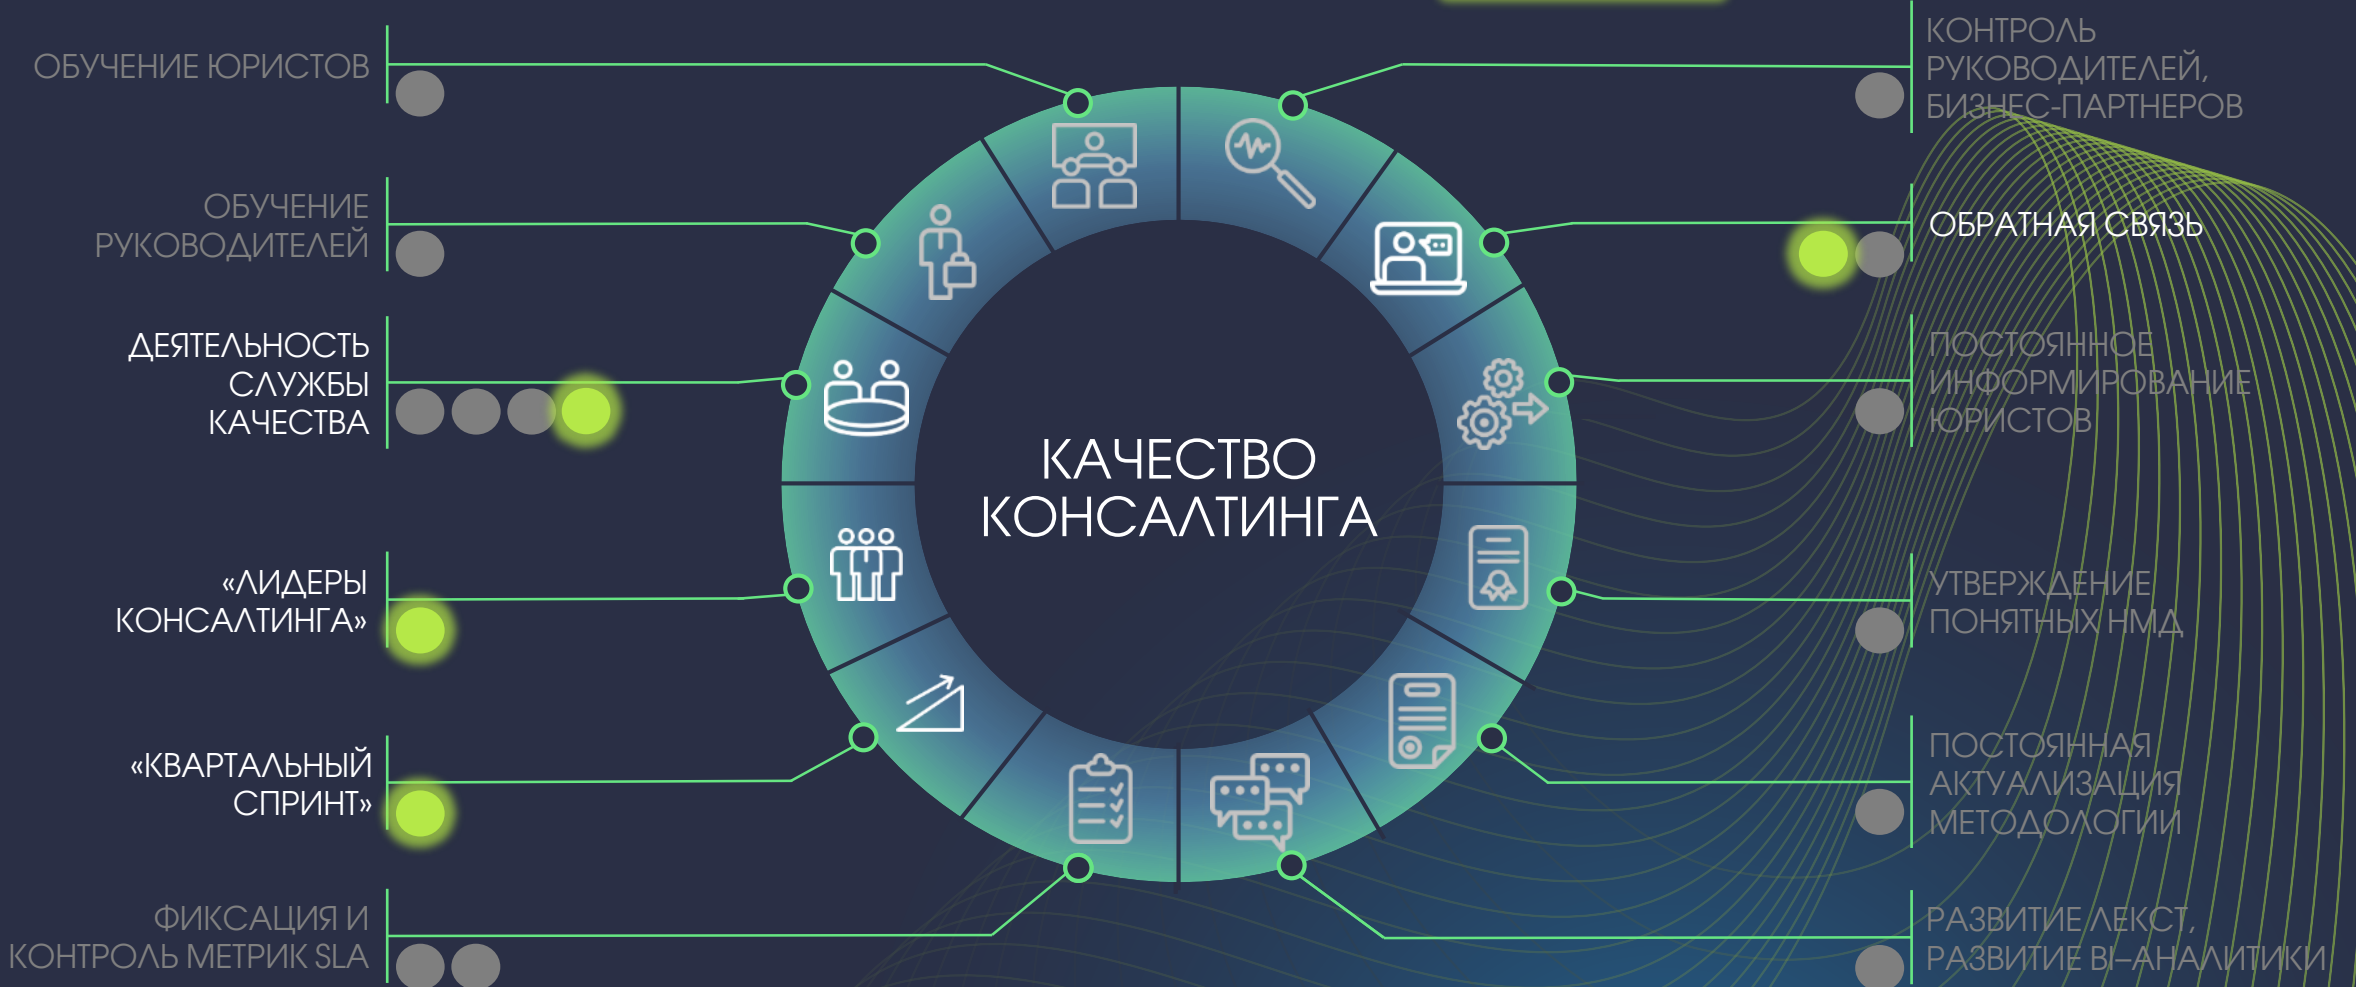 ОБУЧЕНИЕ ЮРИСТОВ
ОБУЧЕНИЕ
РУКОВОДИТЕЛЕЙ
ДЕЯТЕЛЬНОСТЬ
СЛУЖБЫ
КАЧЕСТВА
«ЛИДЕРЫ
КОНСАЛТИНГА»
«КВАРТАЛЬНЫЙ
СПРИНТ»
ФИКСАЦИЯ И
КОНТРОЛЬ МЕТРИК SLA
КАЧЕСТВО
КОНСАЛТИНГА
КОНТРОЛЬ
РУКОВОДИТЕЛЕЙ,
БИЗНЕС-ПАРТНЕРОВ
ОБРАТНАЯ СВЯЗЬ
ПОСТОЯННОЕ
ИНФОРМИРОВАНИЕ
ЮРИСТОВ
УТВЕРЖДЕНИЕ
ПОНЯТНЫХ НМД
ПОСТОЯННАЯ
АКТУАЛИЗАЦИЯ
МЕТОДОЛОГИИ
РАЗВИТИЕ ЛЕКСТ,
РАЗВИТИЕ BI–АНАЛИТИКИ